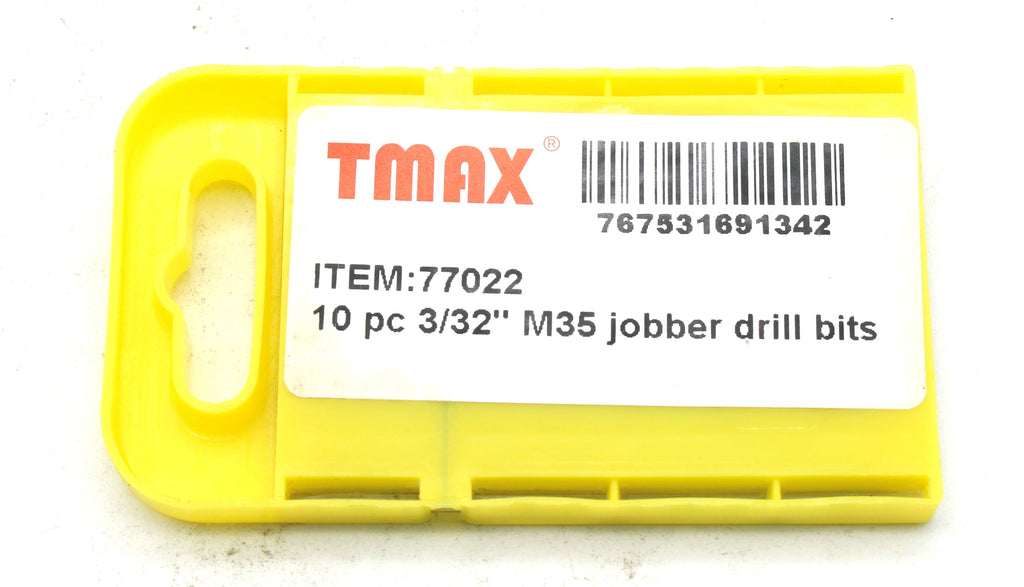 TMAX®
767531691342
ITEM:77022
10 pc 3/32" M35 jobber drill bits